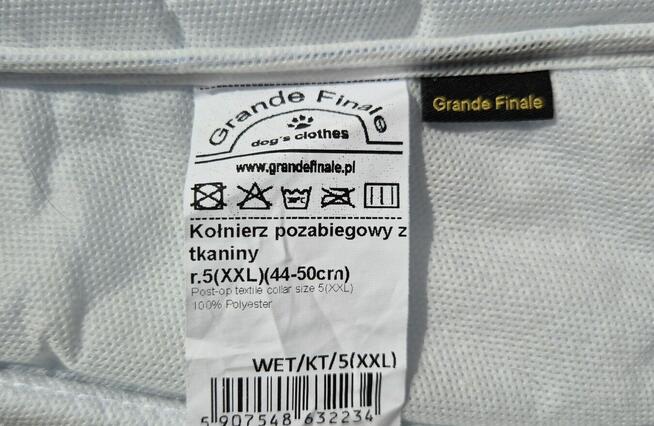 Grande Finale
dog's clothes
www.grandefinale.pl
Grande Finale
Kołnierz pozabiegowy z
tkaniny
r.5(XXL)(44-50cm)
Post-op textile collar size 5(XXL)
100% Polyester
WET/KT/5(XXL)
5 907548 632234